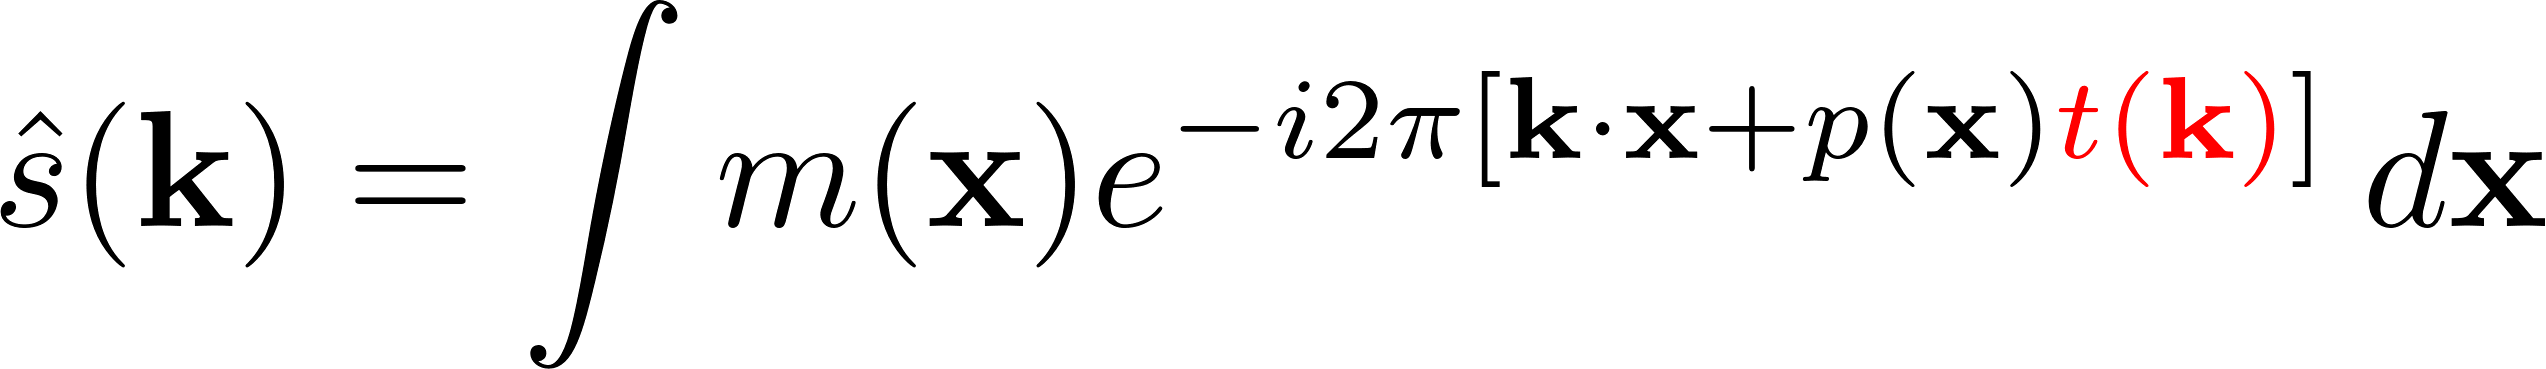 ŝ(𝐤) = ∫ m(𝐱)e^{−i2π[𝐤·𝐱+p(𝐱)t(𝐤)]} d𝐱